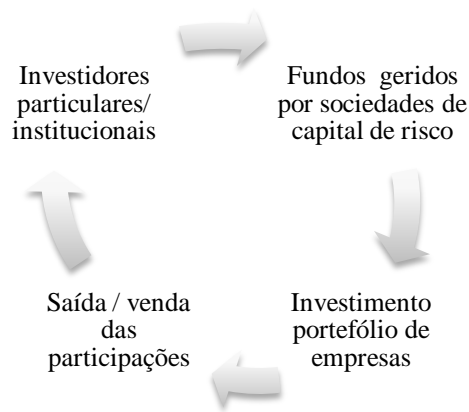 Investidores
particulares/
institucionais
Fundos geridos
por sociedades de
capital de risco
Investimento
portefólio de
empresas
Saída / venda
das
participações